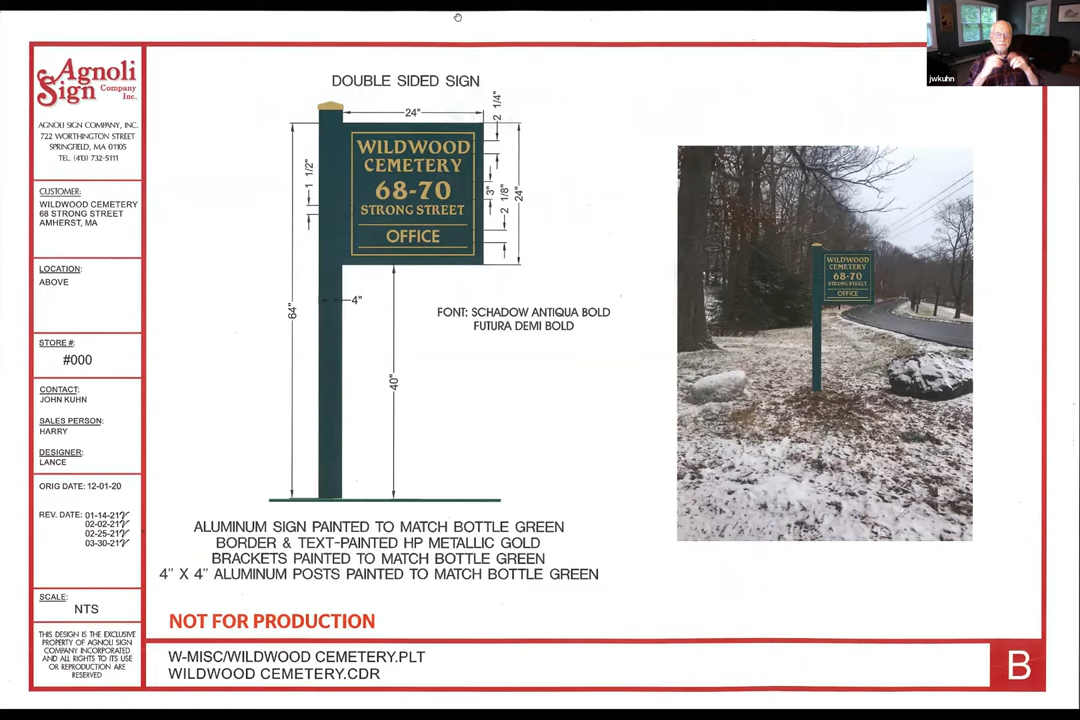 jwkuhn
Agnoli
Sign Company
Inc.
AGNOLI SIGN COMPANY, INC.
722 WORTHINGTON STREET
SPRINGFIELD, MA 01105
TEL. (413) 732-5111
CUSTOMER:
WILDWOOD CEMETERY
68 STRONG STREET
AMHERST, MA
LOCATION:
ABOVE
STORE #:
#000
CONTACT:
JOHN KUHN
SALES PERSON:
HARRY
DESIGNER:
LANCE
ORIG DATE: 12-01-20
REV. DATE: 01-14-21
02-02-21
02-25-21
03-30-21
SCALE:
NTS
THIS DESIGN IS THE EXCLUSIVE
PROPERTY OF AGNOLI SIGN
COMPANY INCORPORATED
AND ALL RIGHTS TO ITS USE
OR REPRODUCTION ARE
RESERVED
DOUBLE SIDED SIGN
24"
2 1/4"
1 1/2"
3"
2 1/8"
24"
64"
4"
40"
WILDWOOD
CEMETERY
68-70
STRONG STREET
OFFICE
FONT: SCHADOW ANTIQUA BOLD
FUTURA DEMI BOLD
WILDWOOD
CEMETERY
68-70
STRONG STREET
OFFICE
ALUMINUM SIGN PAINTED TO MATCH BOTTLE GREEN
BORDER & TEXT-PAINTED HP METALLIC GOLD
BRACKETS PAINTED TO MATCH BOTTLE GREEN
4" X 4" ALUMINUM POSTS PAINTED TO MATCH BOTTLE GREEN
NOT FOR PRODUCTION
W-MISC/WILDWOOD CEMETERY.PLT
WILDWOOD CEMETERY.CDR
B